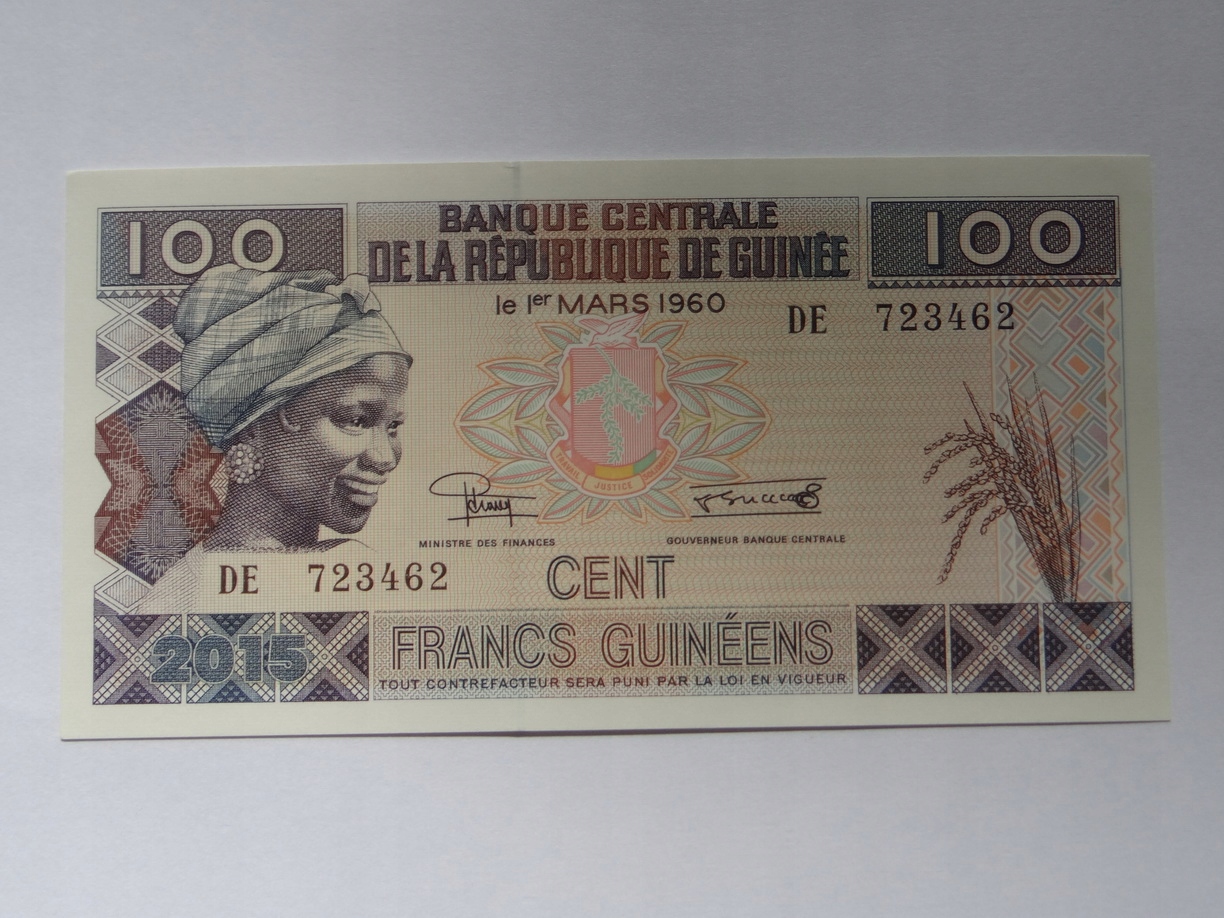 100
BANQUE CENTRALE
DE LA RÉPUBLIQUE DE GUINÉE
100
le 1er MARS 1960
DE 723462
JUSTICE
MINISTRE DES FINANCES
GOUVERNEUR BANQUE CENTRALE
DE 723462
CENT
2015
FRANCS GUINÉENS
TOUT CONTREFACTEUR SERA PUNI PAR LA LOI EN VIGUEUR